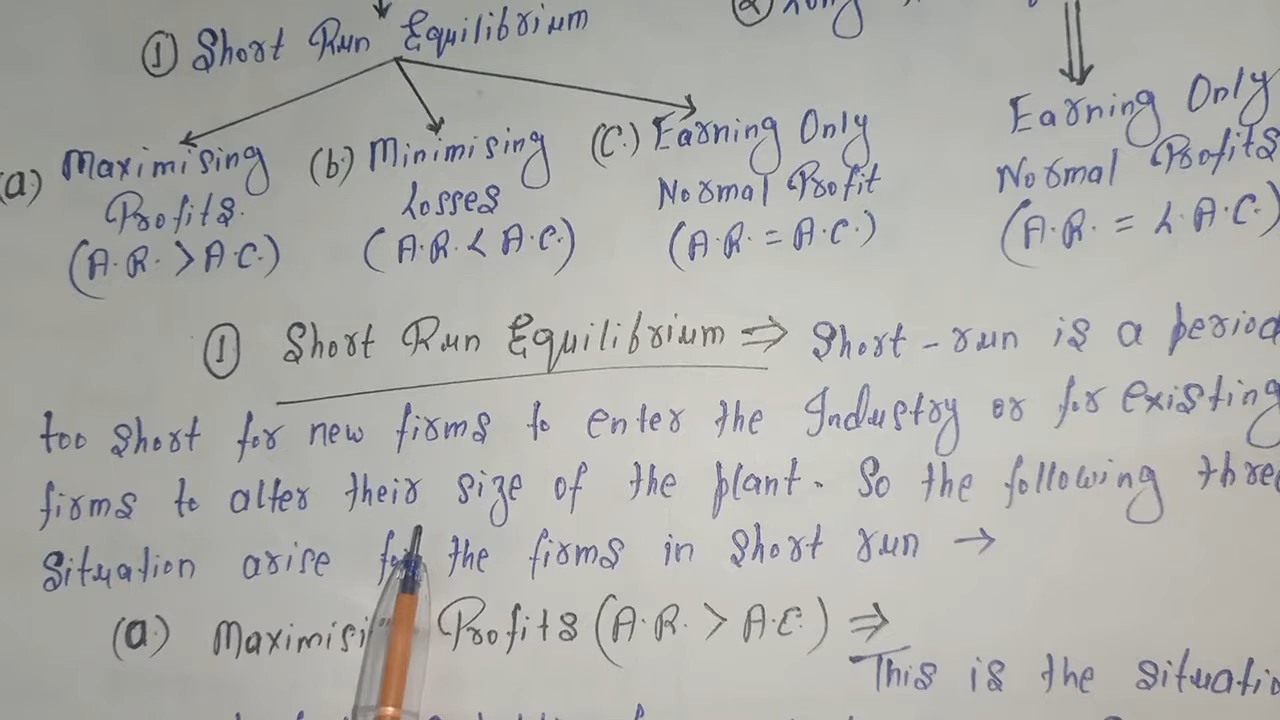 ① Short Run Equilibrium
②
(a) Maximising Profits. (A.R. > A.C.)
(b) Minimising Losses (A.R. < A.C.)
(C.) Earning Only Normal Profit (A.R. = A.C.)
Earning Only Normal Profits (A.R. = L.A.C.)
① Short Run Equilibrium ⇒ Short-run is a period
too short for new firms to enter the Industry or for existing
firms to alter their size of the plant. So the following
situation arise for the firms in short run →
(a.) Profits (A.R. > A.C.) ⇒
This is the